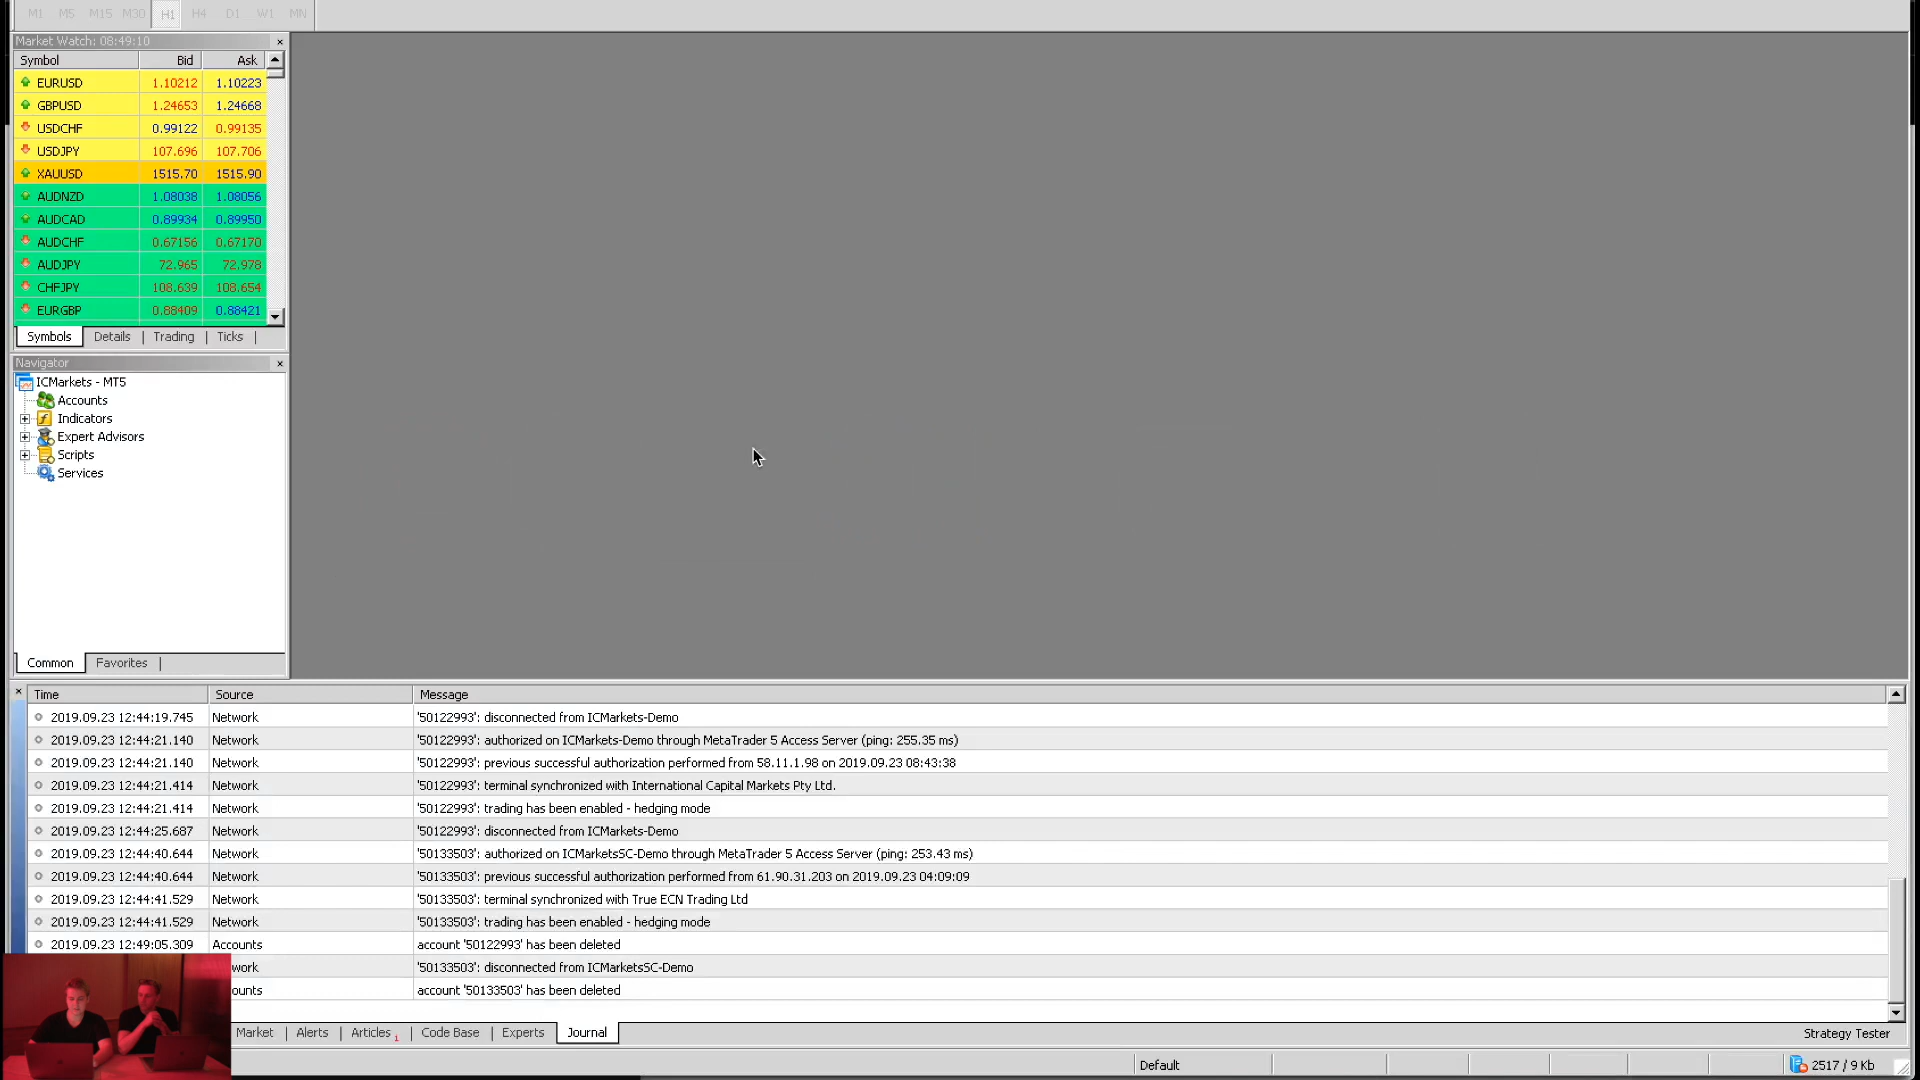 M1 M5 M15 M30 H1 H4 D1 W1 MN
Market Watch: 08:49:10
Symbol Bid Ask
EURUSD 1.10212 1.10223
GBPUSD 1.24653 1.24668
USDCHF 0.99122 0.99135
USDJPY 107.696 107.706
XAUUSD 1515.70 1515.90
AUDNZD 1.08038 1.08056
AUDCAD 0.89934 0.89950
AUDCHF 0.67156 0.67170
AUDJPY 72.965 72.978
CHFJPY 108.639 108.654
EURGBP 0.88409 0.88421
Symbols | Details | Trading | Ticks |
Navigator
ICMarkets - MT5
Accounts
Indicators
Expert Advisors
Scripts
Services
Common | Favorites |
Time Source Message
2019.09.23 12:44:19.745 Network '50122993': disconnected from ICMarkets-Demo
2019.09.23 12:44:21.140 Network '50122993': authorized on ICMarkets-Demo through MetaTrader 5 Access Server (ping: 255.35 ms)
2019.09.23 12:44:21.140 Network '50122993': previous successful authorization performed from 58.11.1.98 on 2019.09.23 08:43:38
2019.09.23 12:44:21.414 Network '50122993': terminal synchronized with International Capital Markets Pty Ltd.
2019.09.23 12:44:21.414 Network '50122993': trading has been enabled - hedging mode
2019.09.23 12:44:25.687 Network '50122993': disconnected from ICMarkets-Demo
2019.09.23 12:44:40.644 Network '50133503': authorized on ICMarketsSC-Demo through MetaTrader 5 Access Server (ping: 253.43 ms)
2019.09.23 12:44:40.644 Network '50133503': previous successful authorization performed from 61.90.31.203 on 2019.09.23 04:09:09
2019.09.23 12:44:41.529 Network '50133503': terminal synchronized with True ECN Trading Ltd
2019.09.23 12:44:41.529 Network '50133503': trading has been enabled - hedging mode
2019.09.23 12:49:05.309 Accounts account '50122993' has been deleted
work '50133503': disconnected from ICMarketsSC-Demo
ounts account '50133503' has been deleted
Market | Alerts | Articles 1 | Code Base | Experts | Journal Strategy Tester
Default 2517 / 9 Kb